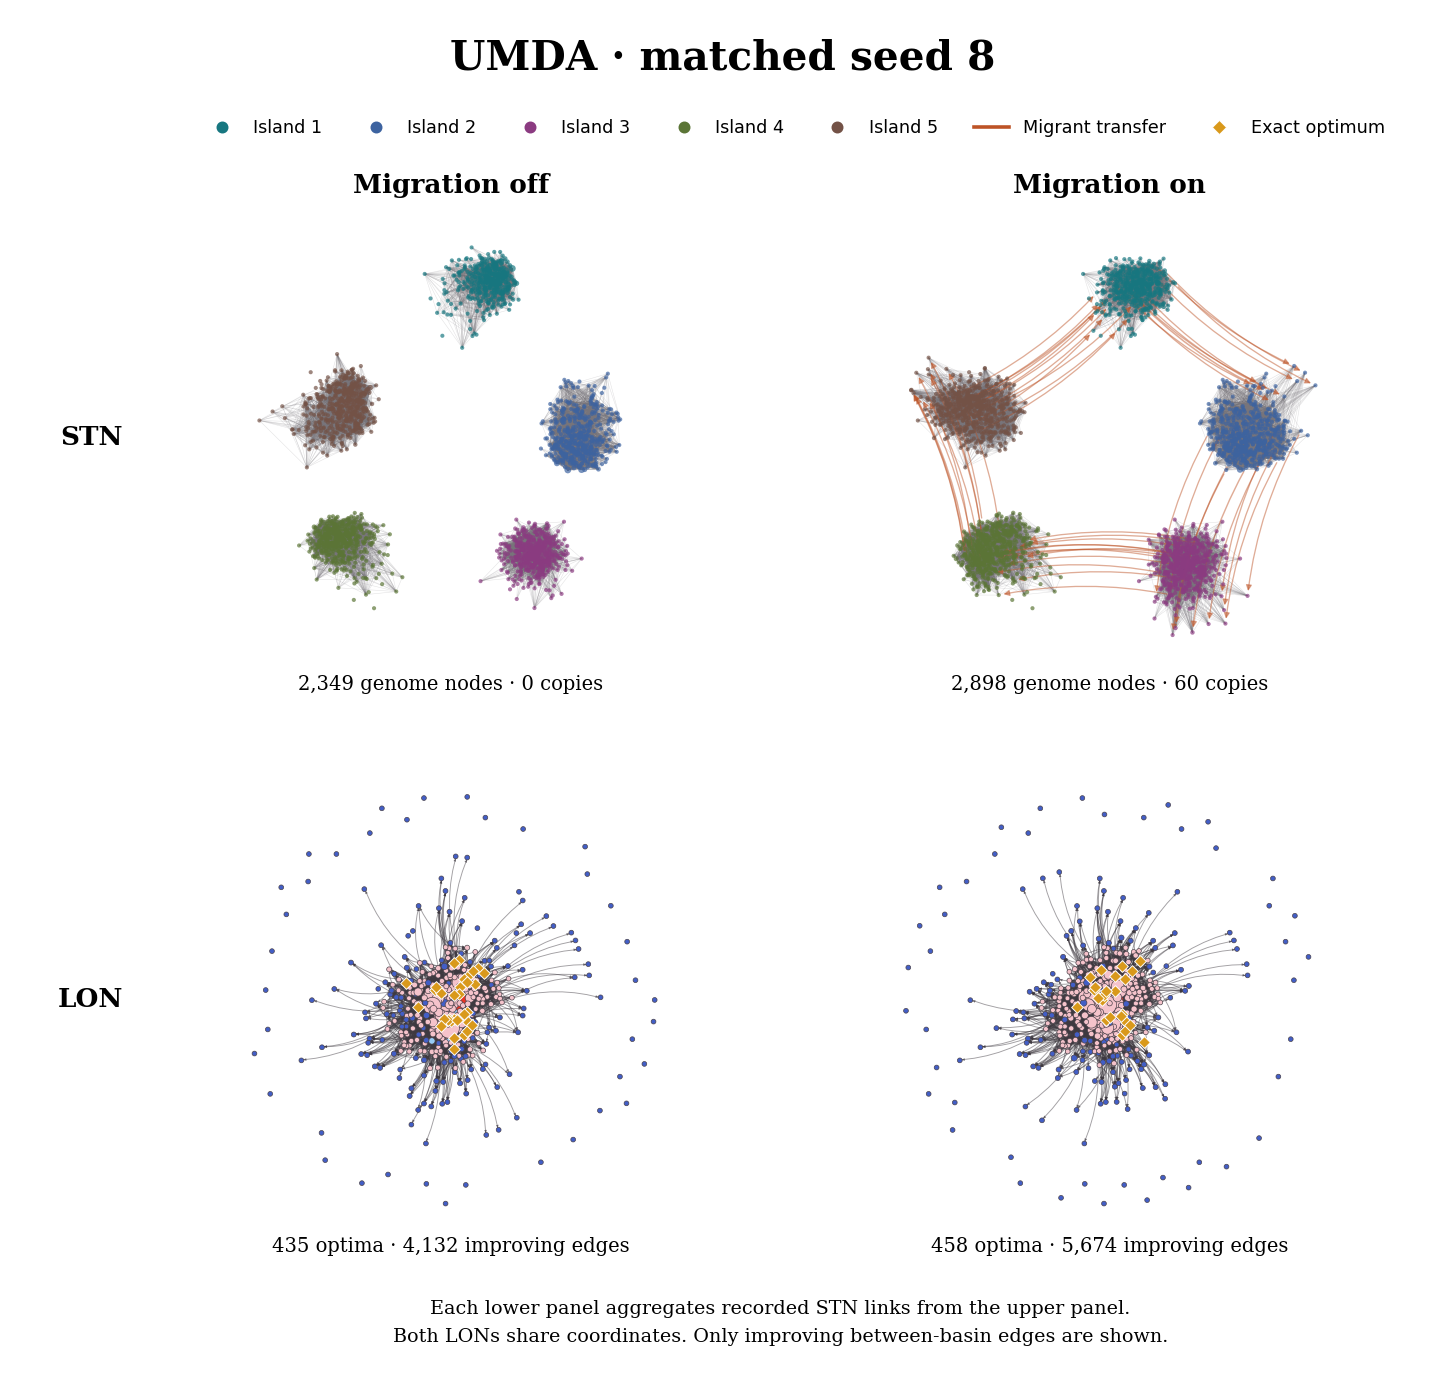 UMDA · matched seed 8
Island 1
Island 2
Island 3
Island 4
Island 5
Migrant transfer
Exact optimum
Migration off
Migration on
STN
2,349 genome nodes · 0 copies
2,898 genome nodes · 60 copies
LON
435 optima · 4,132 improving edges
458 optima · 5,674 improving edges
Each lower panel aggregates recorded STN links from the upper panel.
Both LONs share coordinates. Only improving between-basin edges are shown.